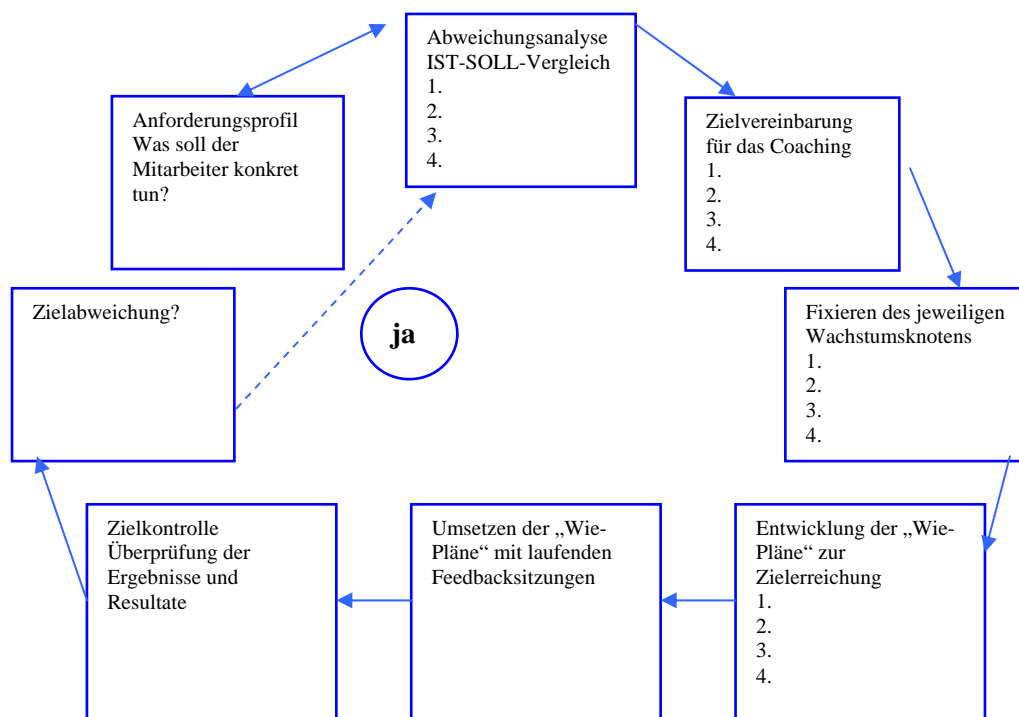 Abweichungsanalyse
IST-SOLL-Vergleich
1.
2.
3.
4.
Anforderungsprofil
Was soll der
Mitarbeiter konkret
tun?
Zielvereinbarung
für das Coaching
1.
2.
3.
4.
Zielabweichung?
ja
Fixieren des jeweiligen
Wachstumsknotens
1.
2.
3.
4.
Zielkontrolle
Überprüfung der
Ergebnisse und
Resultate
Umsetzen der „Wie-
Pläne“ mit laufenden
Feedbacksitzungen
Entwicklung der „Wie-
Pläne“ zur
Zielerreichung
1.
2.
3.
4.